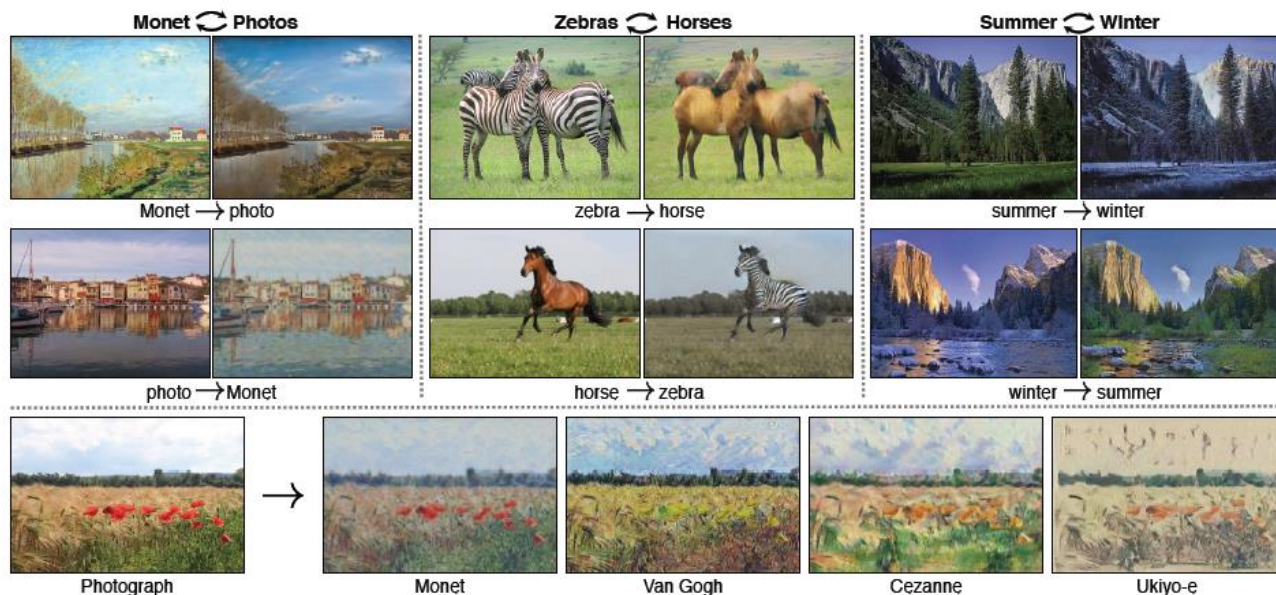 Monet Photos
Zebras Horses
Summer Winter
Monet → photo
zebra → horse
summer → winter
photo → Monet
horse → zebra
winter → summer
Photograph
Monet
Van Gogh
Cezanne
Ukiyo-e